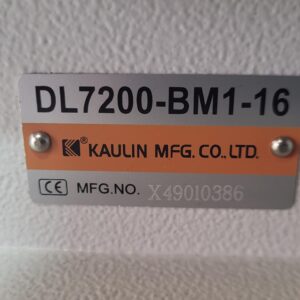 DL7200-BM1-16
K KAULIN MFG. CO., LTD.
CE MFG.NO. X49010386